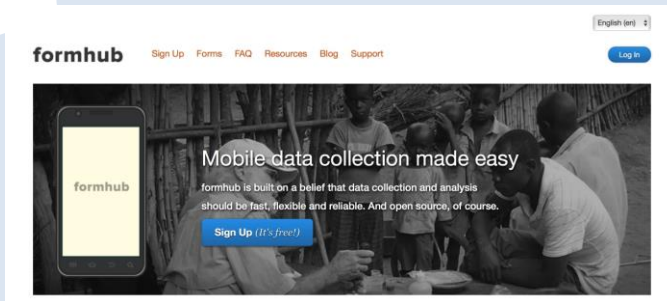 English (en)
formhub
Sign Up Forms FAQ Resources Blog Support
Log In
formhub
Mobile data collection made easy
formhub is built on a belief that data collection and analysis
should be fast, flexible and reliable. And open source, of course.
Sign Up (It's free!)